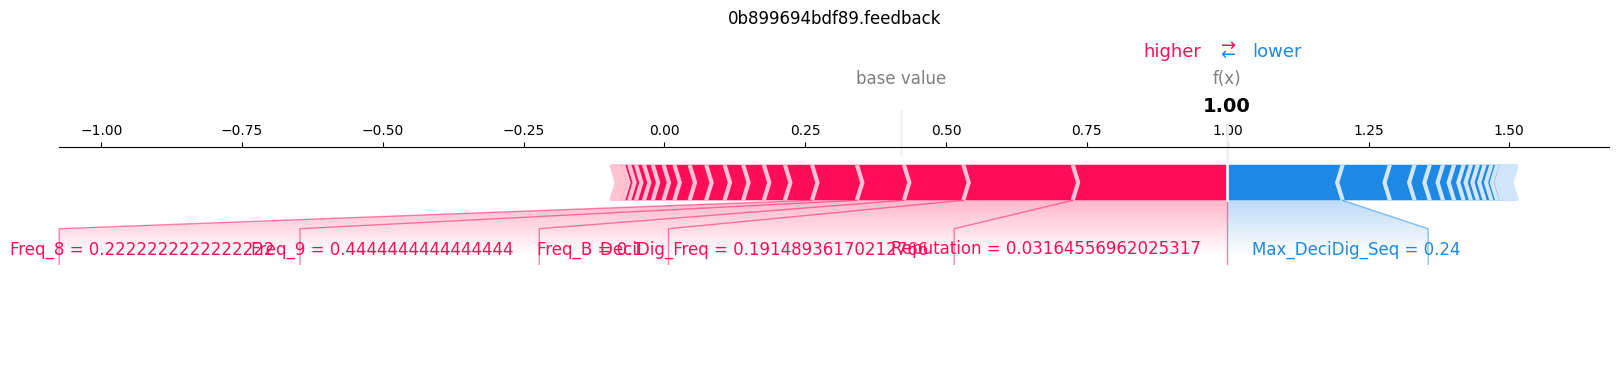 0b899694bdf89.feedback
higher ⇄ lower
base value f(x)
1.00
−1.00 −0.75 −0.50 −0.25 0.00 0.25 0.50 0.75 1.00 1.25 1.50
Freq_8 = 0.2222222222222222 Freq_9 = 0.4444444444444444 Freq_B = 0.1 DeciDig_Freq = 0.19148936170212766 Reputation = 0.03164556962025317 Max_DeciDig_Seq = 0.24